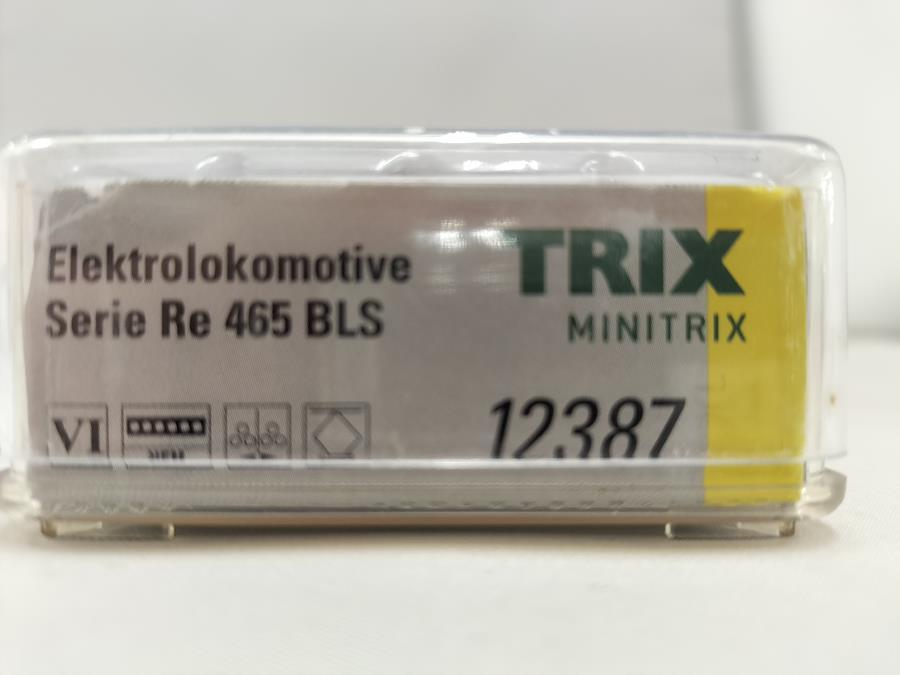 Elektrolokomotive
Serie Re 465 BLS
TRIX
MINITRIX
VI
12387